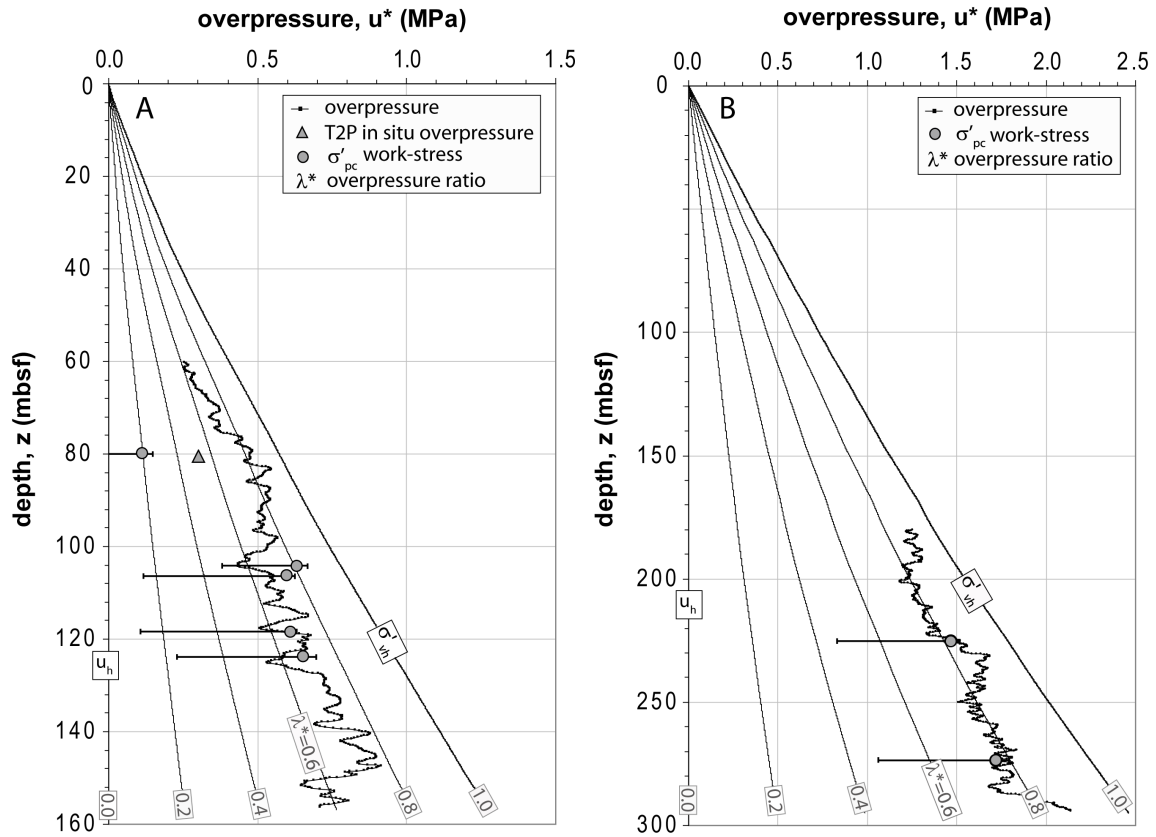 overpressure, u* (MPa)
0.0 0.5 1.0 1.5
A
overpressure
T2P in situ overpressure
σ'pc work-stress
λ* overpressure ratio
depth, z (mbsf)
0
20
40
60
80
100
120
140
160
uh
σ'vh
λ*=0.6
0.0 0.2 0.4 0.8 1.0
overpressure, u* (MPa)
0.0 0.5 1.0 1.5 2.0 2.5
B
overpressure
σ'pc work-stress
λ* overpressure ratio
depth, z (mbsf)
0
100
150
200
250
300
uh
σ'vh
0.0 0.2 0.4 λ*=0.6 0.8 1.0